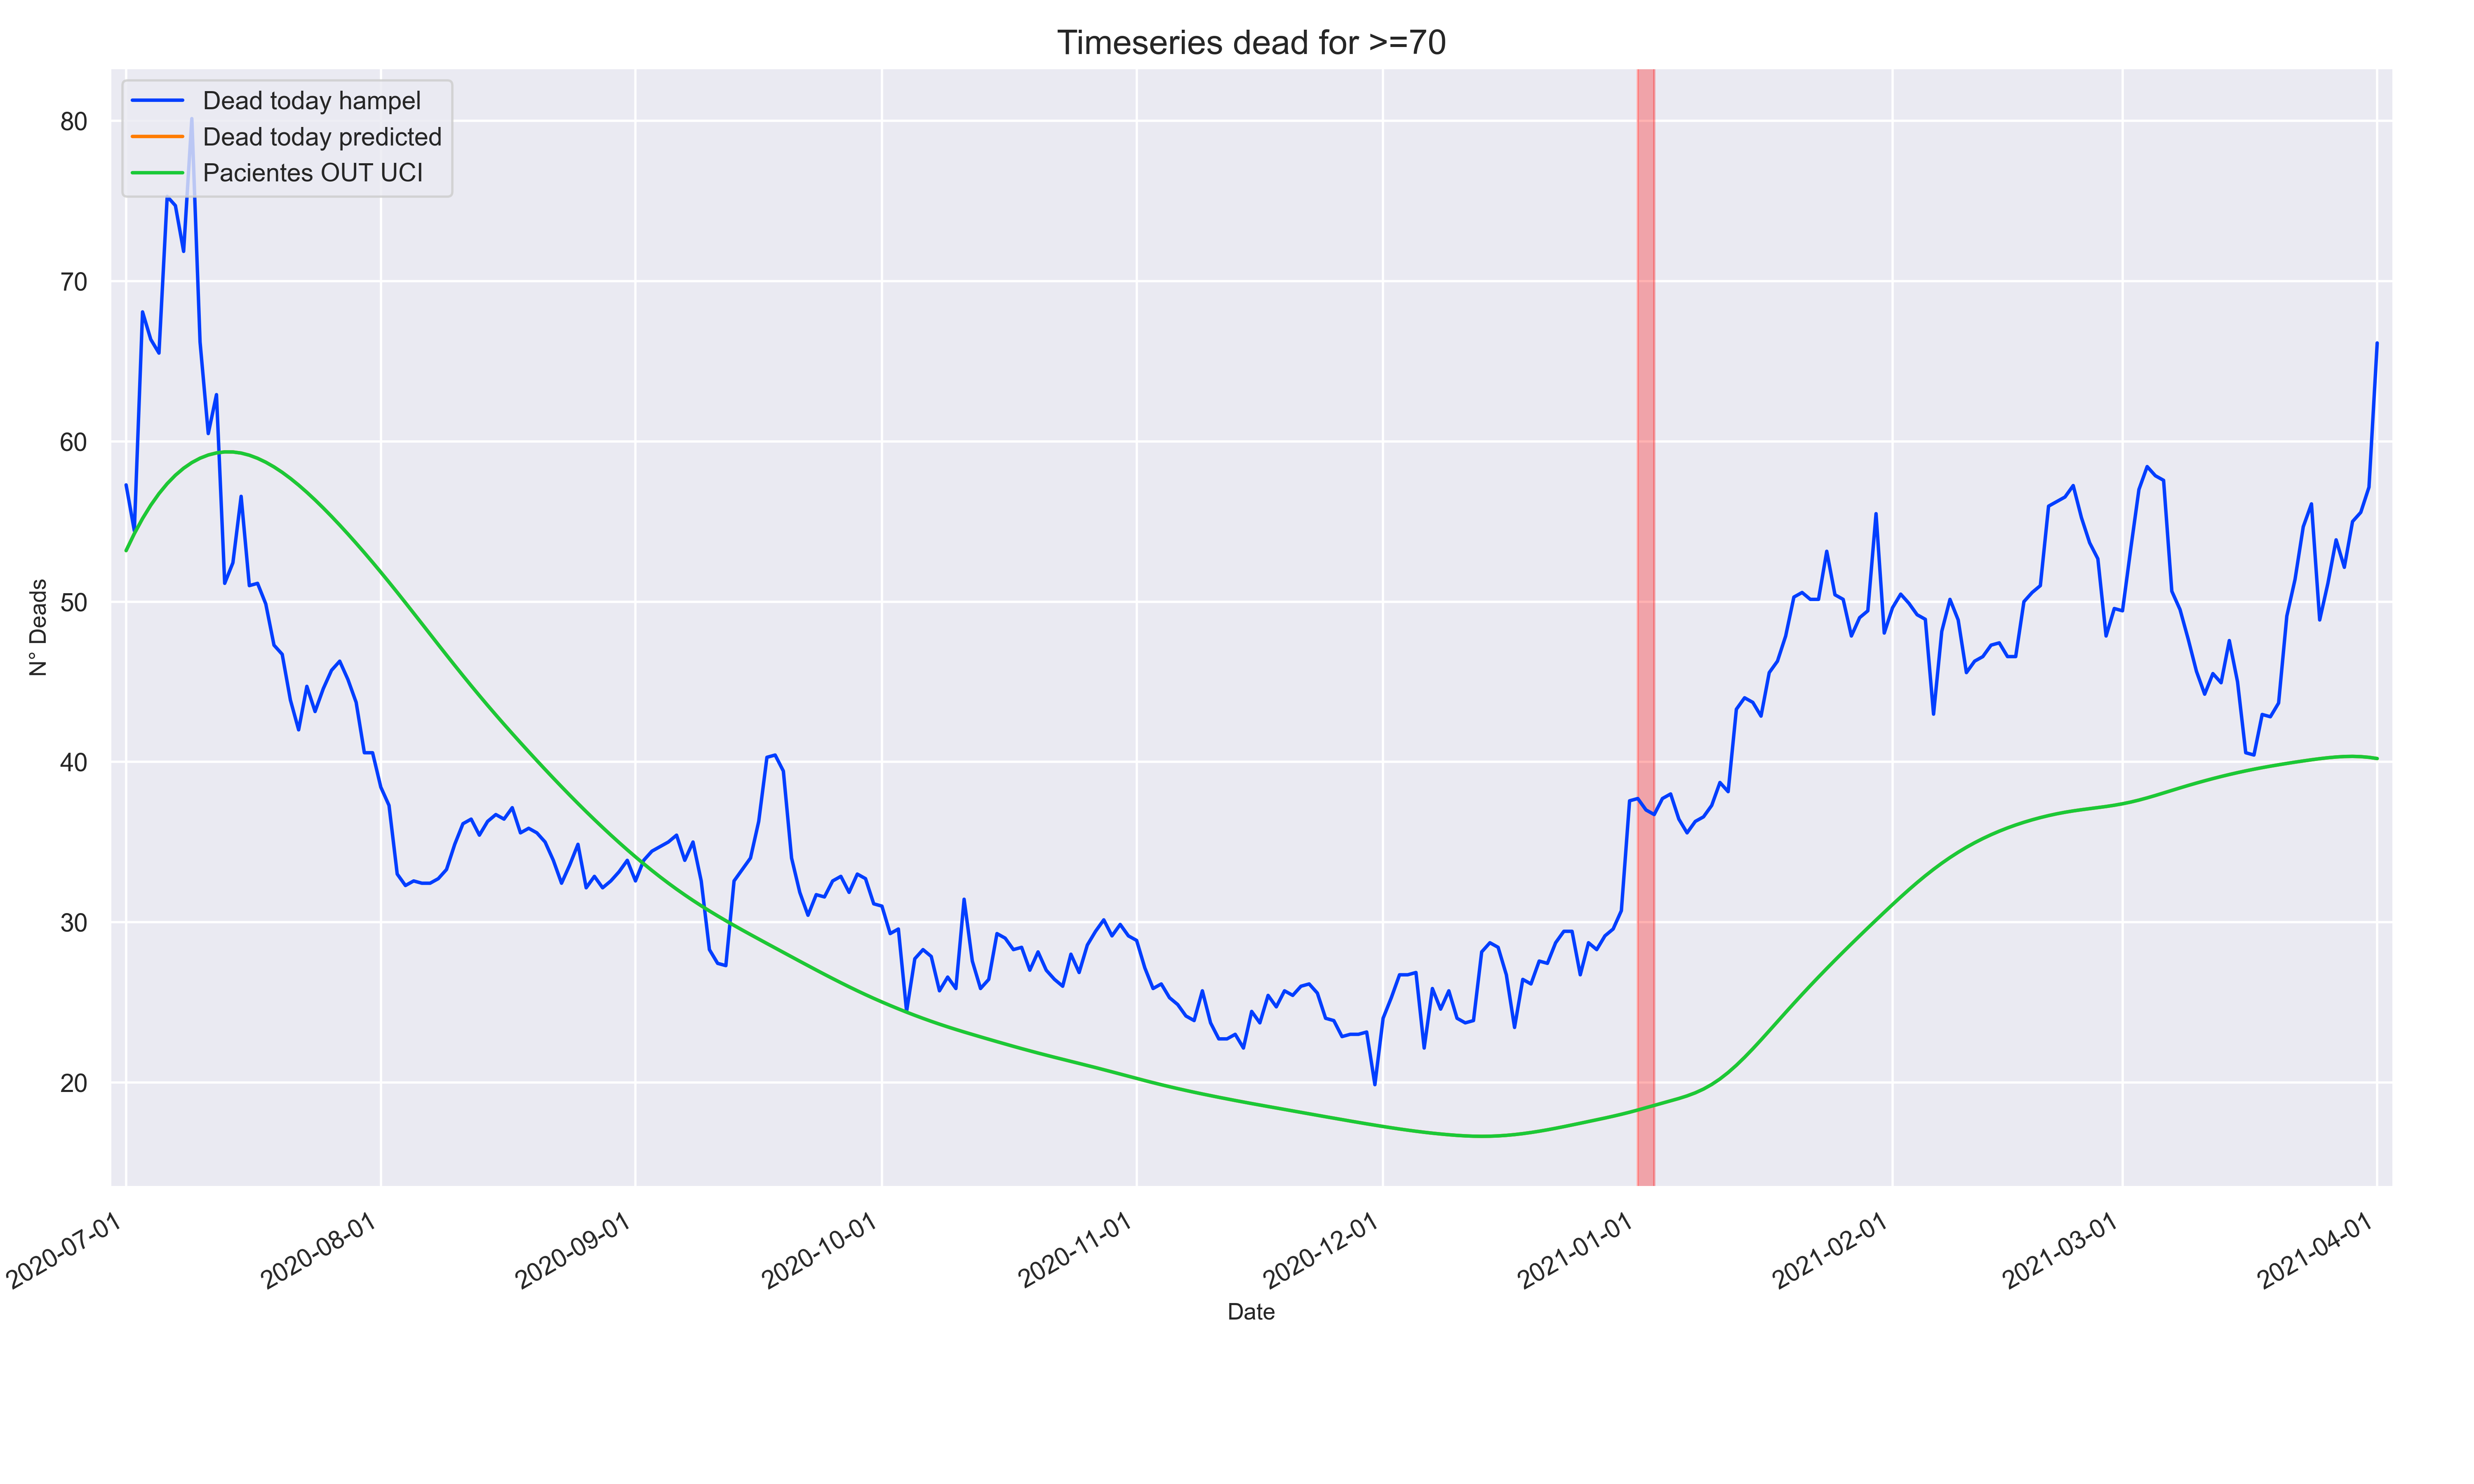 Timeseries dead for >=70
Dead today hampel
Dead today predicted
Pacientes OUT UCI
80
70
60
50
40
30
20
N° Deads
2020-07-01
2020-08-01
2020-09-01
2020-10-01
2020-11-01
2020-12-01
2021-01-01
2021-02-01
2021-03-01
2021-04-01
Date